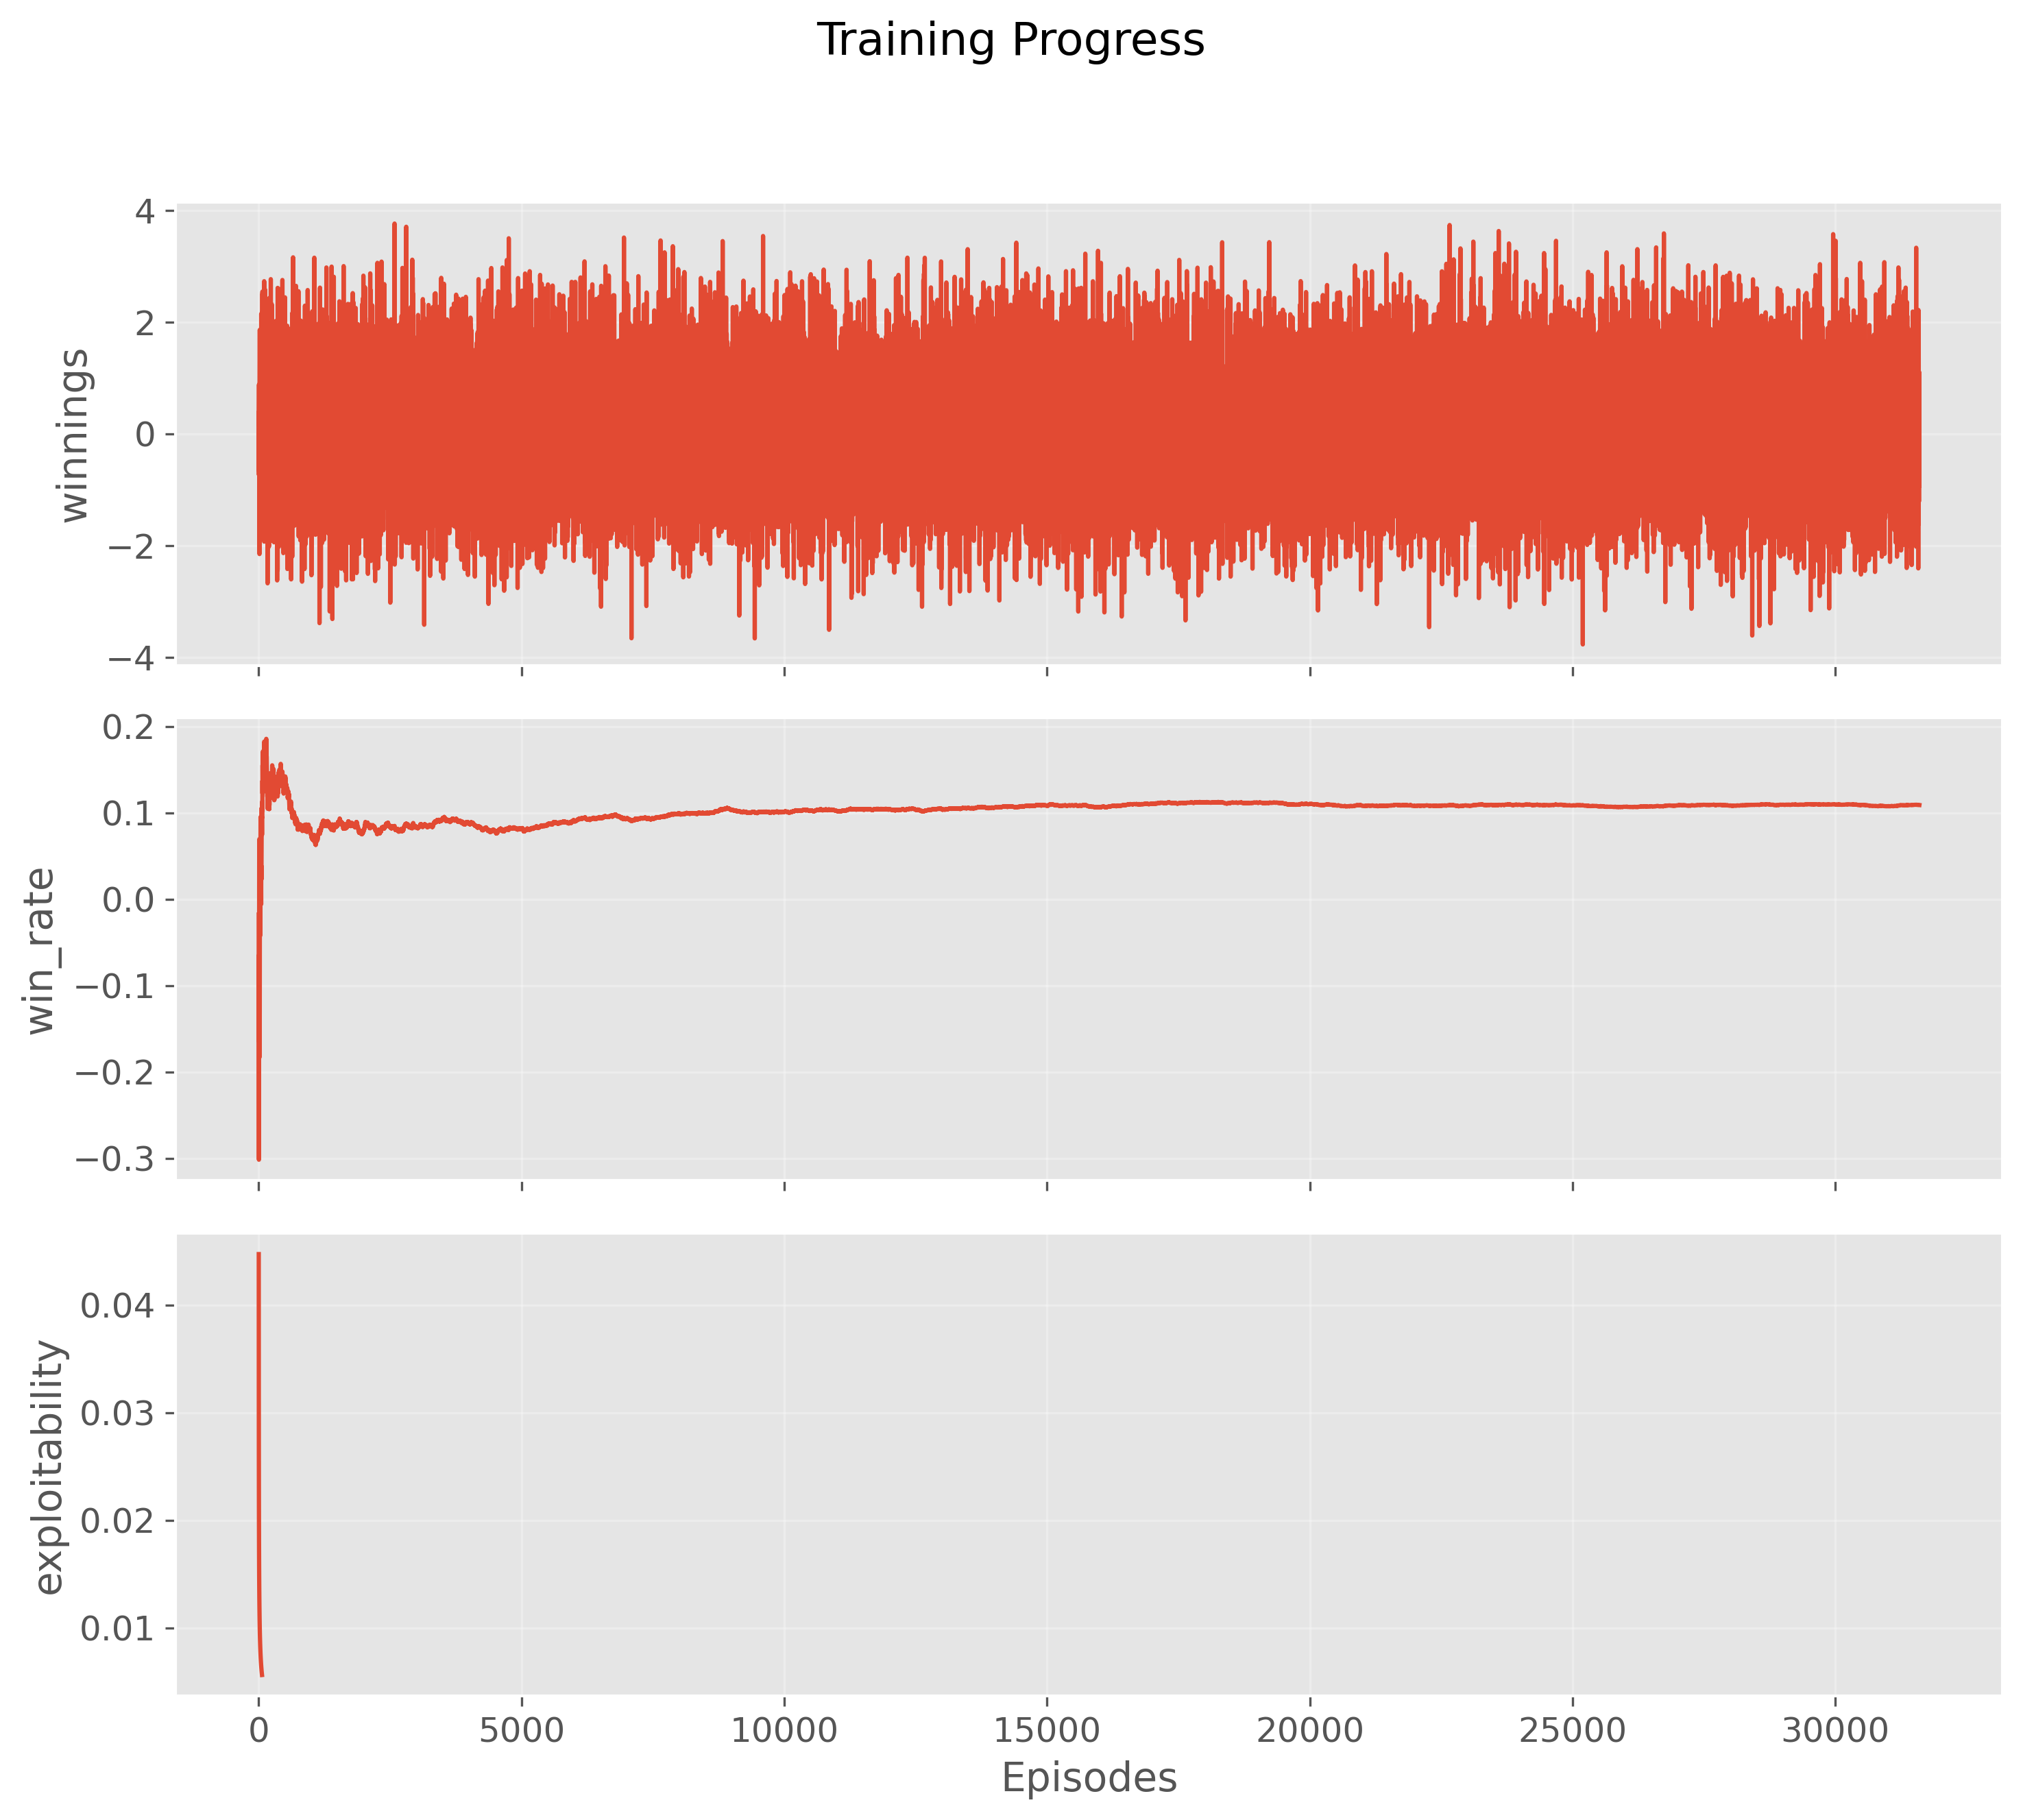 Training Progress
4
2
0
−2
−4
winnings
0.2
0.1
0.0
−0.1
−0.2
−0.3
win_rate
0.04
0.03
0.02
0.01
exploitability
0 5000 10000 15000 20000 25000 30000
Episodes